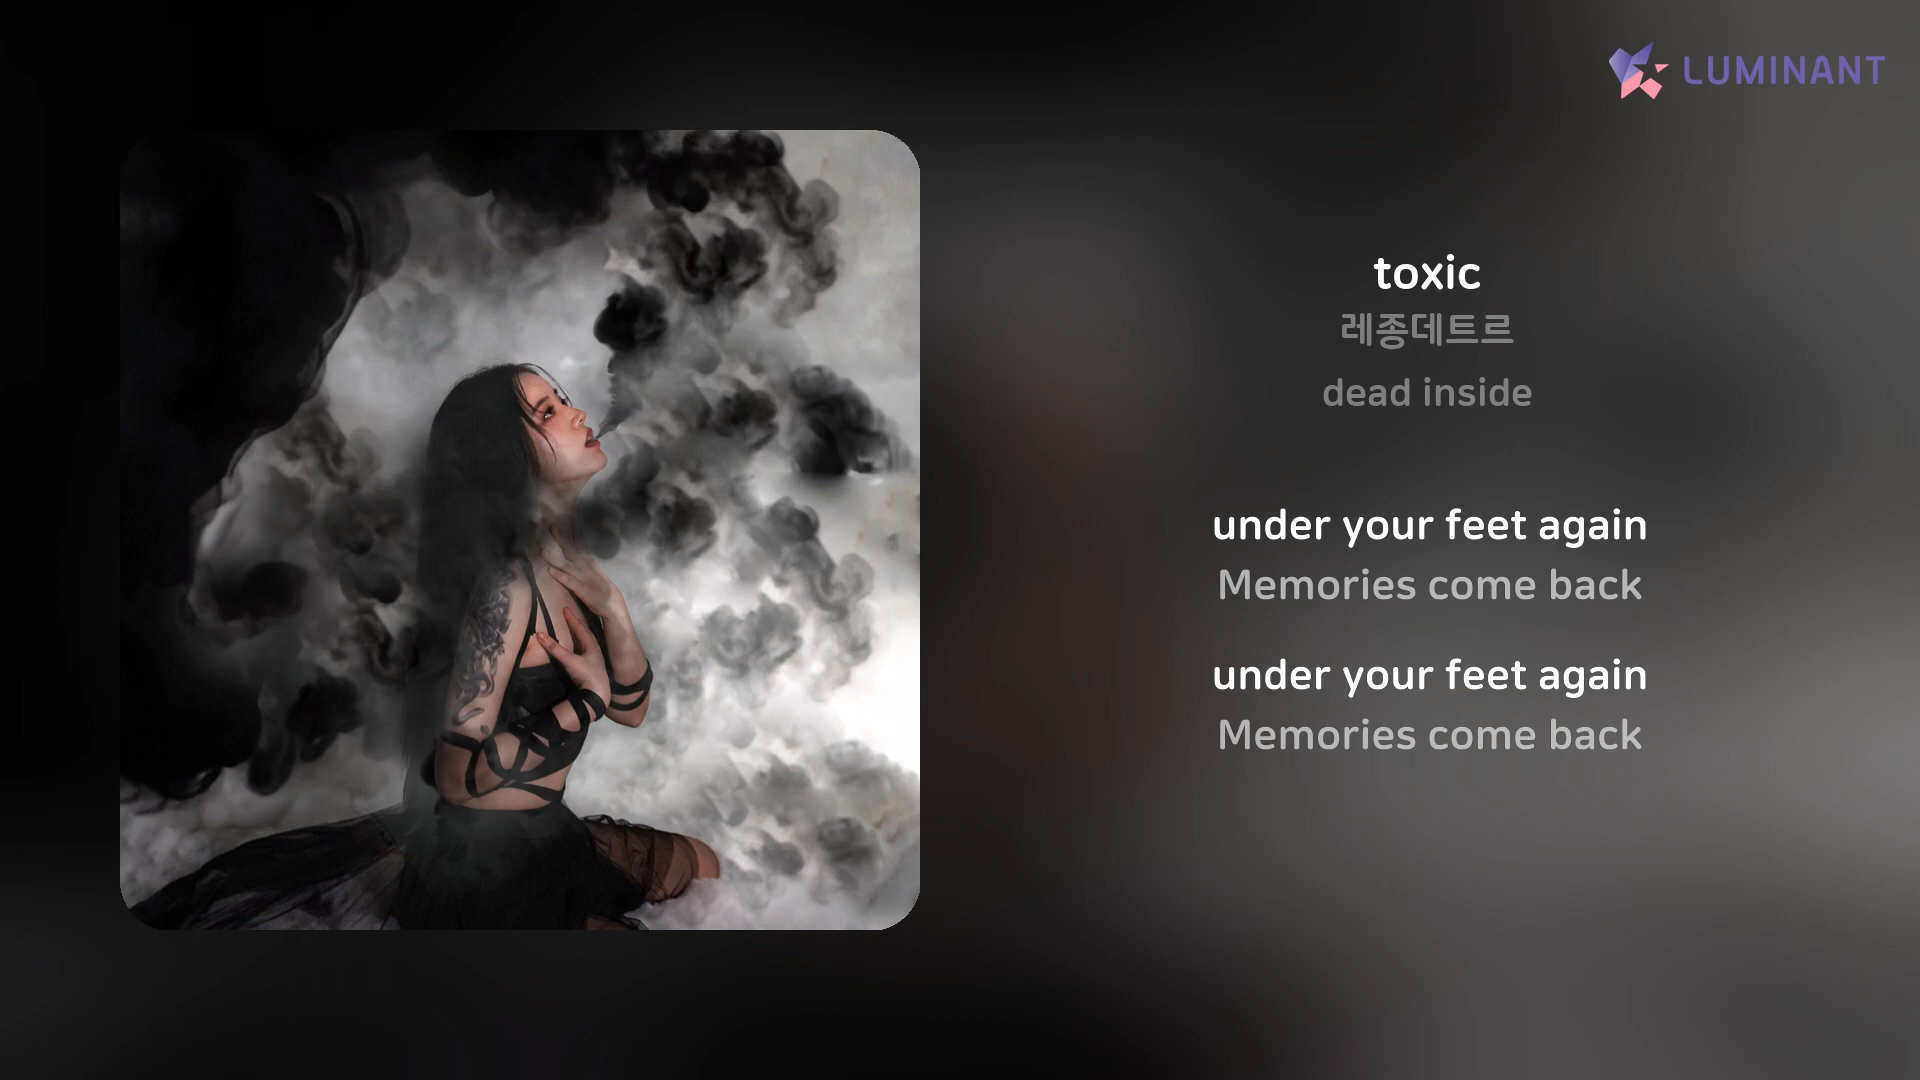 LUMINANT
toxic
레종데트르
dead inside
under your feet again
Memories come back
under your feet again
Memories come back